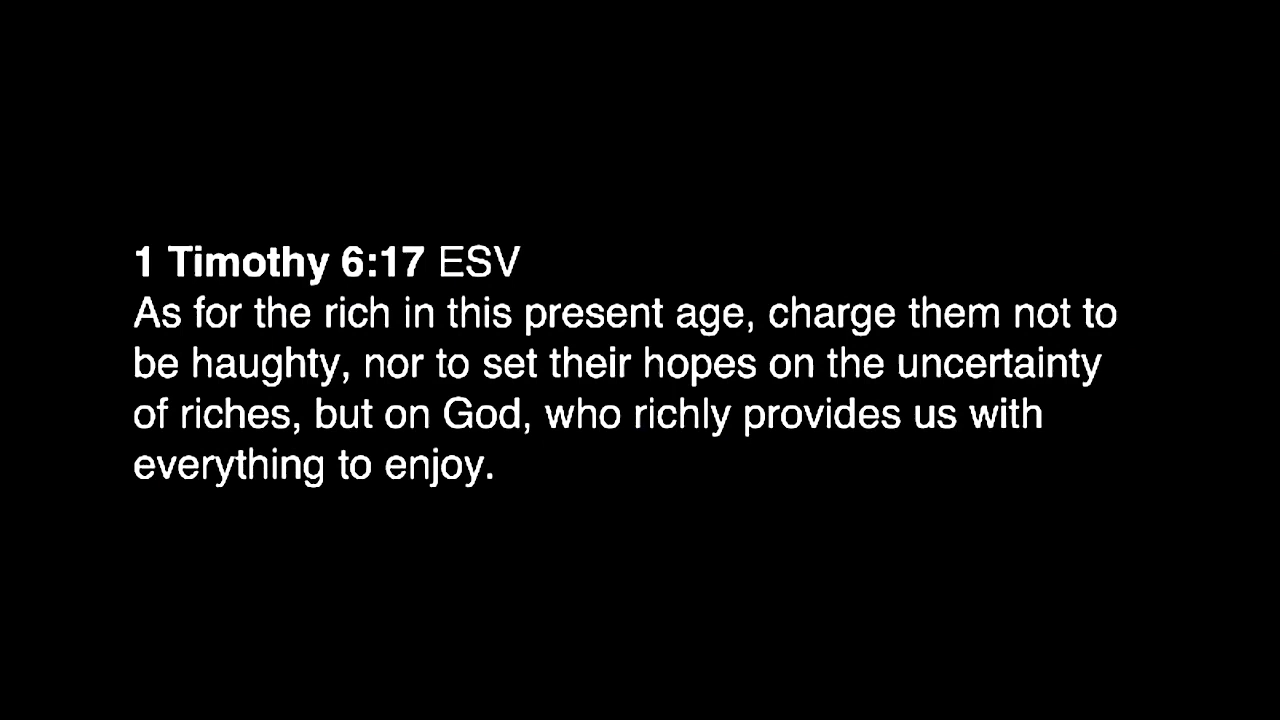 1 Timothy 6:17 ESV
As for the rich in this present age, charge them not to
be haughty, nor to set their hopes on the uncertainty
of riches, but on God, who richly provides us with
everything to enjoy.